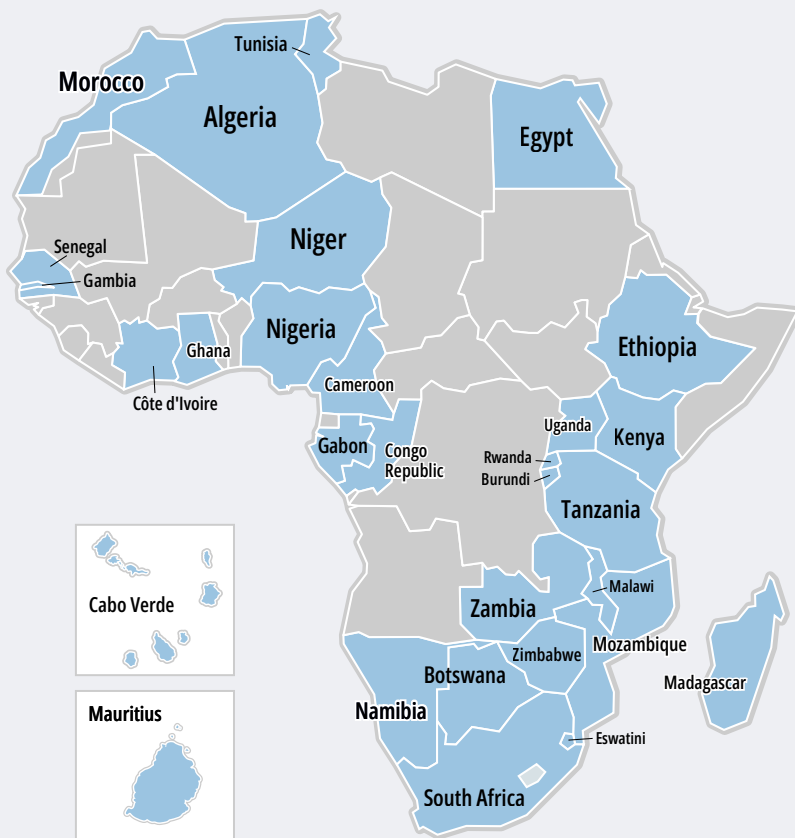 Tunisia
Morocco
Algeria
Egypt
Niger
Senegal
Gambia
Nigeria
Ghana
Ethiopia
Cameroon
Côte d'Ivoire
Uganda
Kenya
Gabon
Congo
Republic
Rwanda
Burundi
Tanzania
Malawi
Cabo Verde
Zambia
Mozambique
Zimbabwe
Botswana
Madagascar
Namibia
Mauritius
Eswatini
South Africa